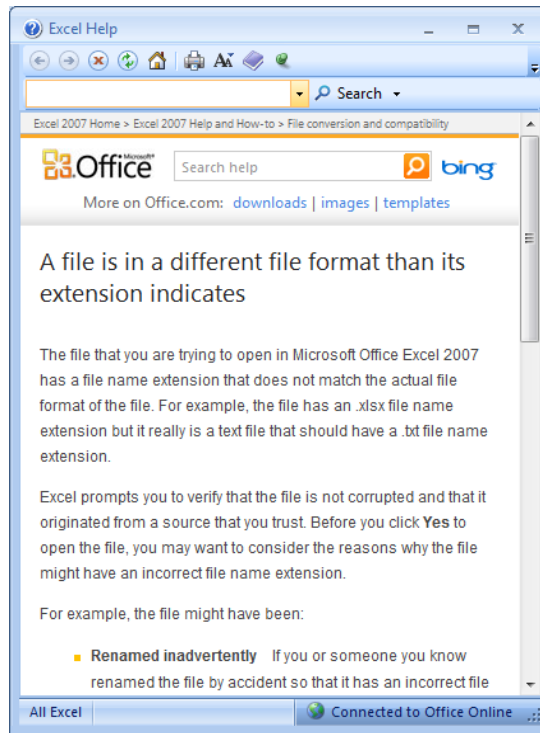 Excel Help
Search
Excel 2007 Home > Excel 2007 Help and How-to > File conversion and compatibility
Microsoft® Office Search help bing
More on Office.com: downloads | images | templates
A file is in a different file format than its
extension indicates
The file that you are trying to open in Microsoft Office Excel 2007
has a file name extension that does not match the actual file
format of the file. For example, the file has an .xlsx file name
extension but it really is a text file that should have a .txt file name
extension.
Excel prompts you to verify that the file is not corrupted and that it
originated from a source that you trust. Before you click Yes to
open the file, you may want to consider the reasons why the file
might have an incorrect file name extension.
For example, the file might have been:
Renamed inadvertently If you or someone you know
renamed the file by accident so that it has an incorrect file
All Excel Connected to Office Online